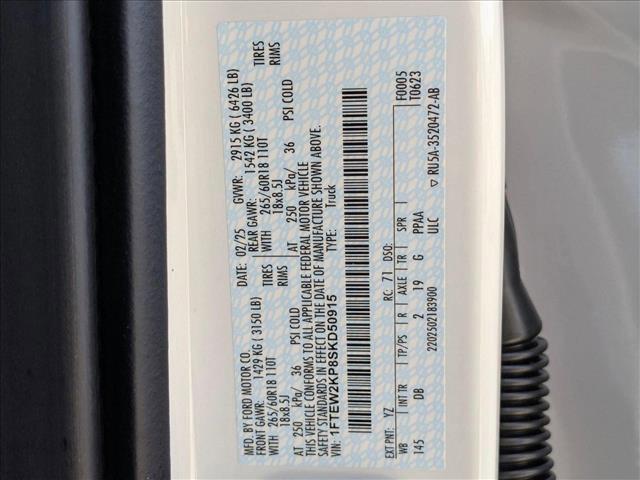 MFD. BY FORD MOTOR CO.
DATE: 02/25 GVWR: 2915 KG ( 6426 LB)
FRONT GAWR: 1429 KG ( 3150 LB) REAR GAWR: 1542 KG ( 3400 LB)
WITH 265/60R18 110T TIRES WITH 265/60R18 110T TIRES
18x8.5J RIMS 18x8.5J RIMS
AT 250 kPa/ 36 PSI COLD AT 250 kPa/ 36 PSI COLD
THIS VEHICLE CONFORMS TO ALL APPLICABLE FEDERAL MOTOR VEHICLE
SAFETY STANDARDS IN EFFECT ON THE DATE OF MANUFACTURE SHOWN ABOVE.
VIN: 1FTEW2KP8SKD50915
TYPE: Truck
F0005
T0623
EXT PNT: YZ RC: 71 DSO:
WB INT TR TP/PS R AXLE TR SPR
145 DB 2 19 G PPAA
2202502183900 ULC
▽ RU5A-3520472-AB